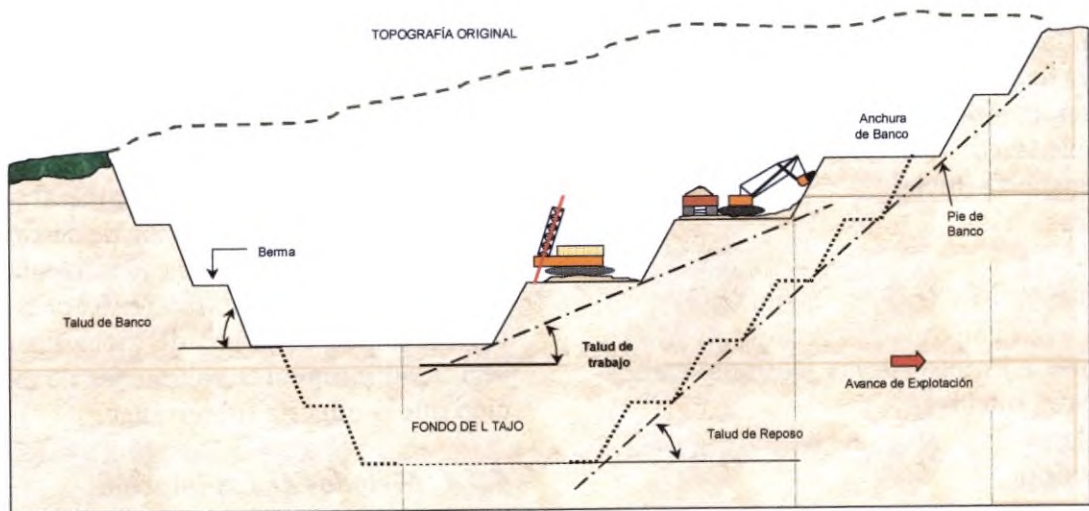 TOPOGRAFÍA ORIGINAL
Anchura
de Banco
Pie de
Banco
Berma
Talud de Banco
Talud de
trabajo
Avance de Explotación
FONDO DE L TAJO
Talud de Reposo